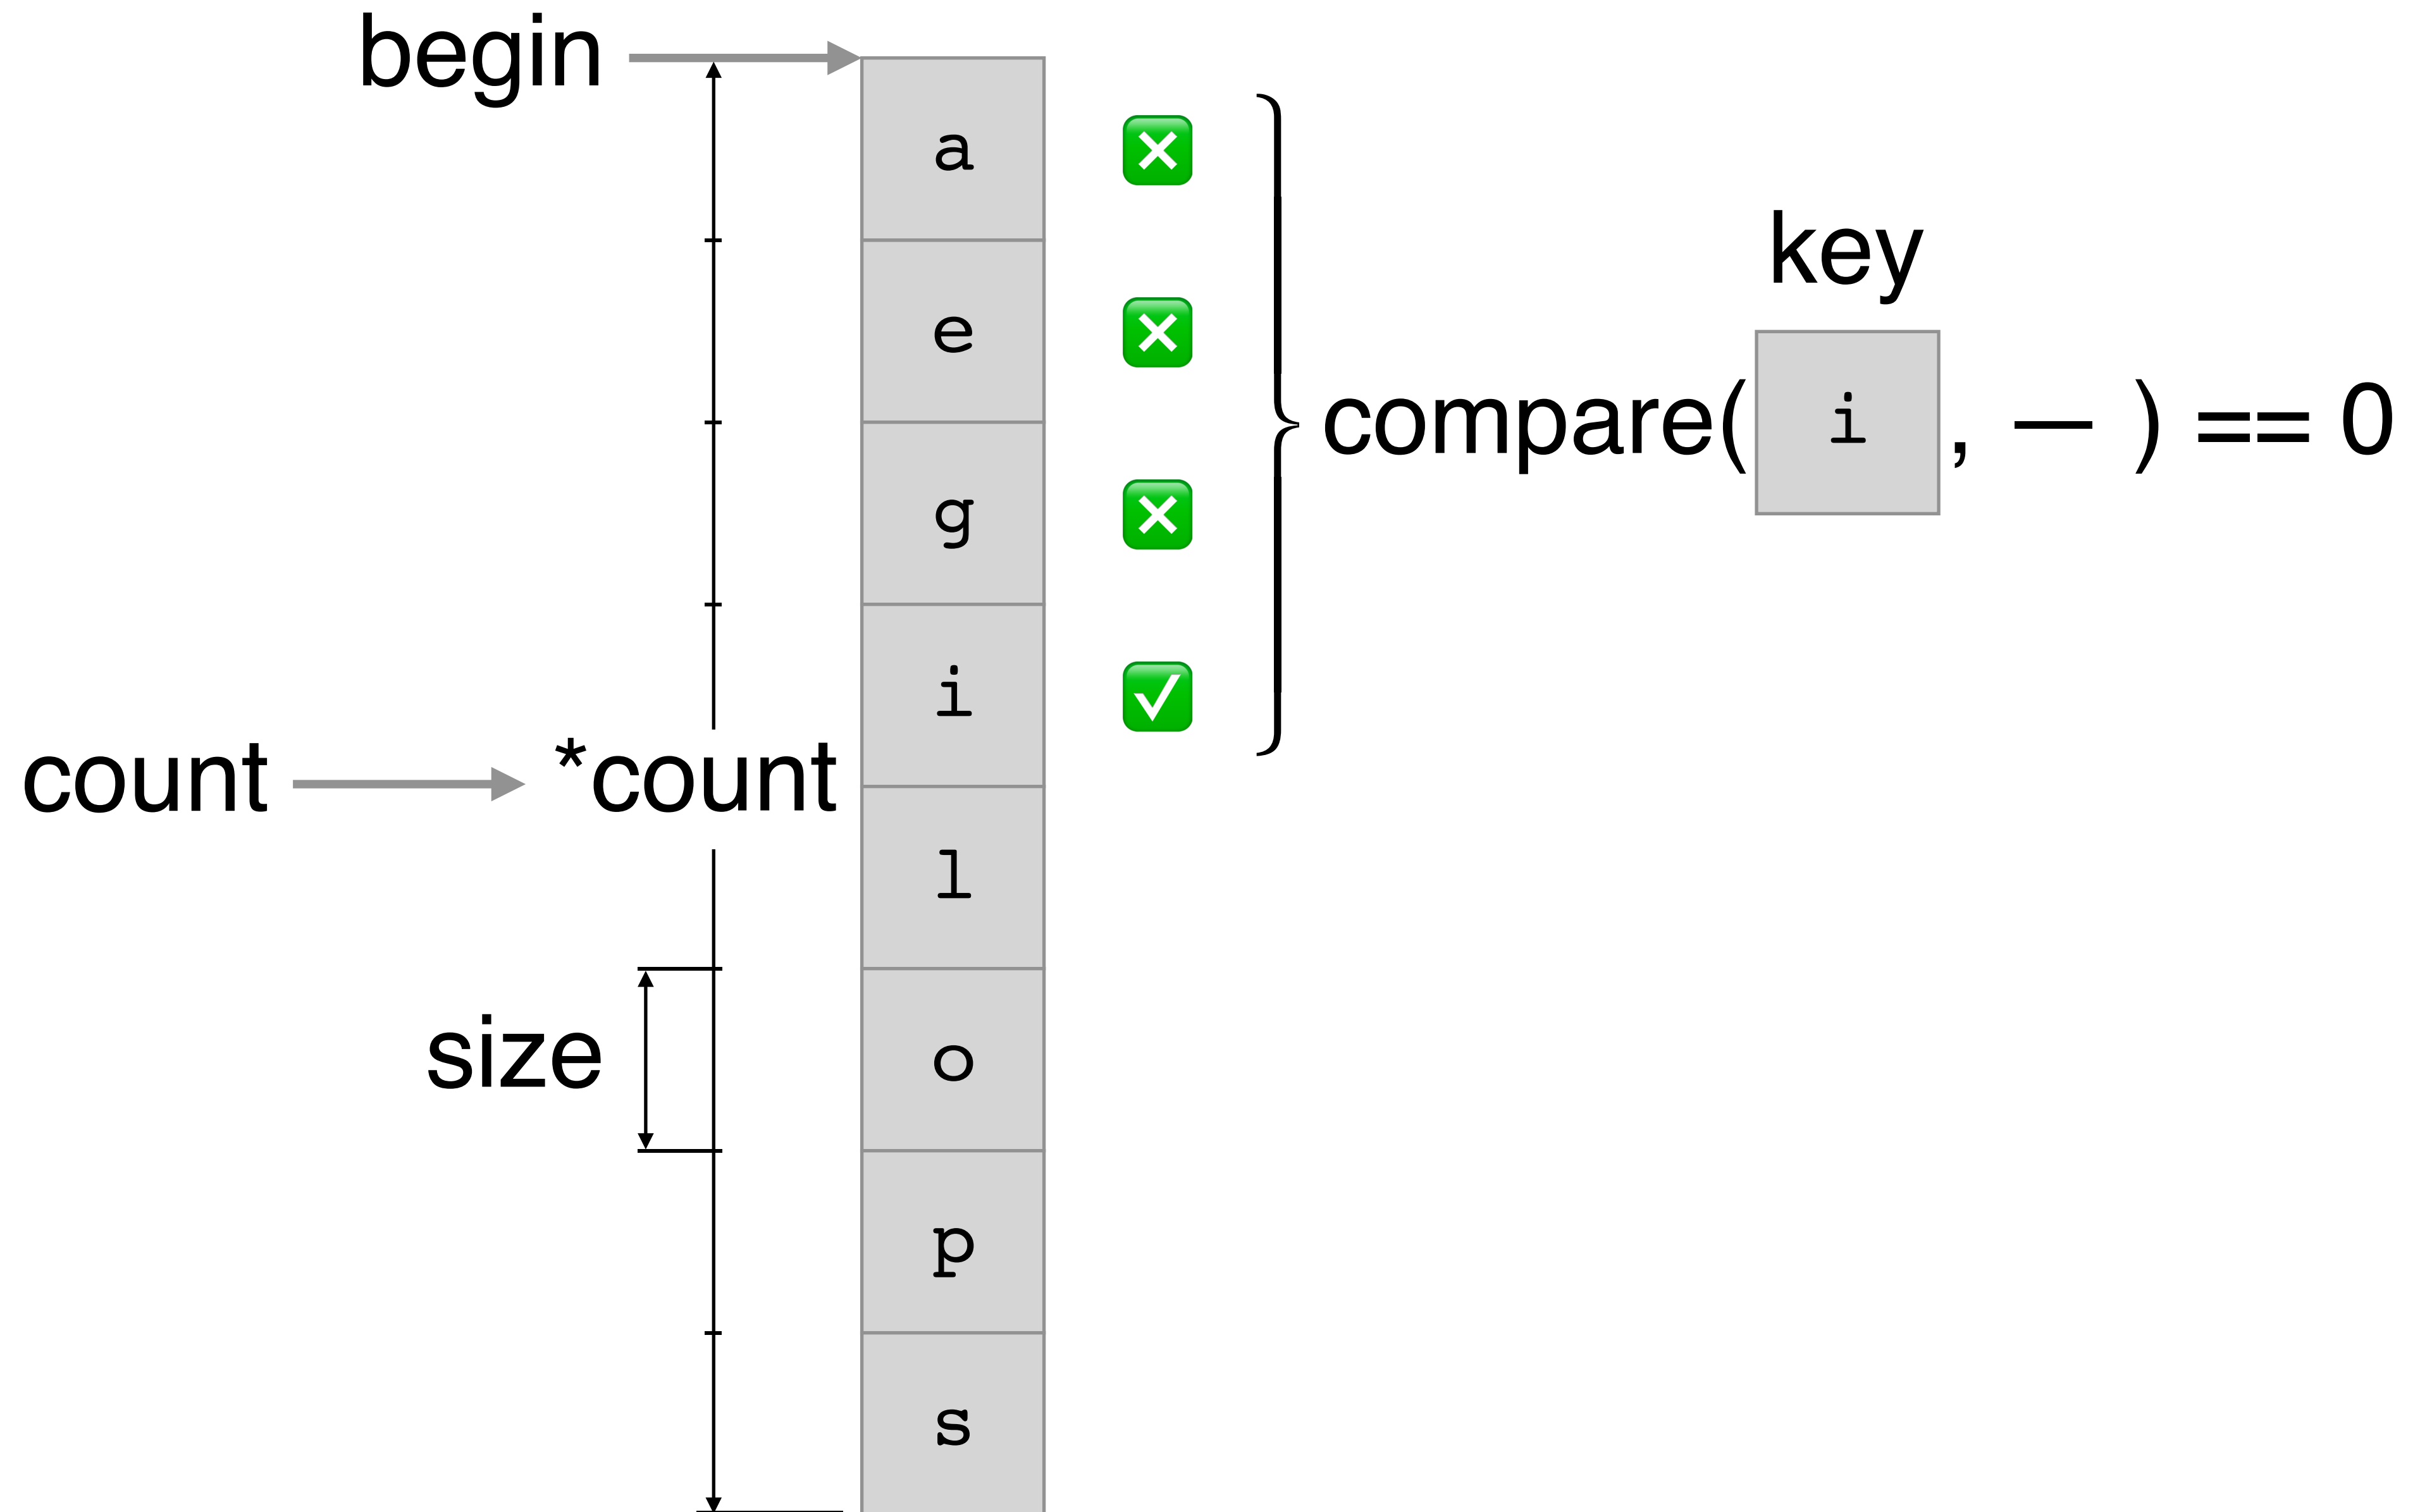 begin
a
e
g
i
l
o
p
s
count
*count
size
key
compare( i , — ) == 0